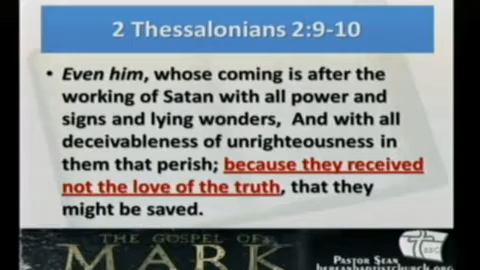 2 Thessalonians 2:9-10
• Even him, whose coming is after the
working of Satan with all power and
signs and lying wonders, And with all
deceivableness of unrighteousness in
them that perish; because they received
not the love of the truth, that they
might be saved.
THE GOSPEL OF
MARK
PASTOR SEAN
bereanbaptistchurch.org